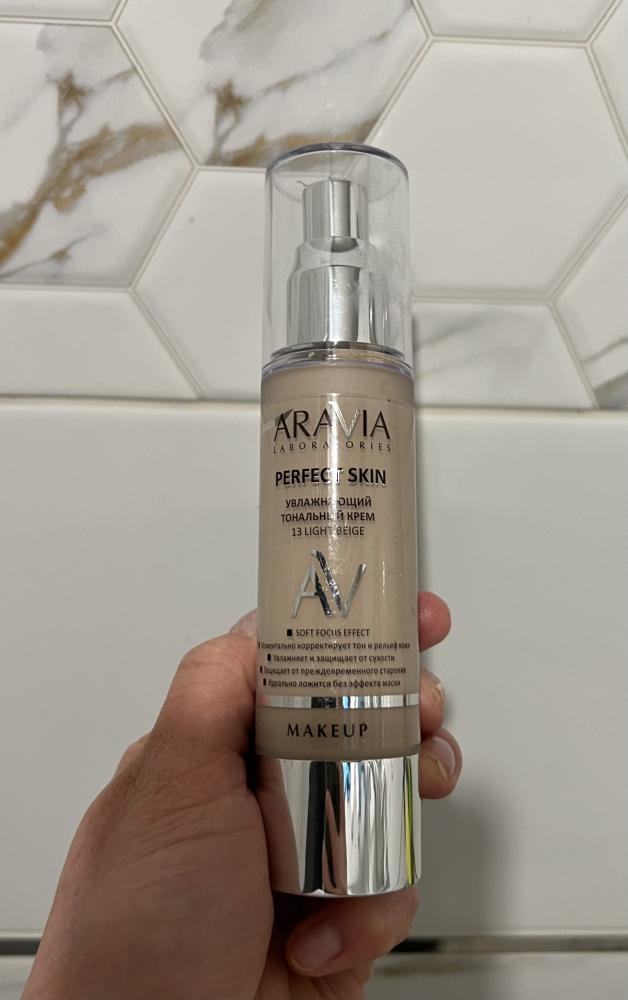 ARAVIA
LABORATORIES
PERFECT SKIN
УВЛАЖНЯЮЩИЙ
ТОНАЛЬНЫЙ КРЕМ
13 LIGHT BEIGE
AV
■ SOFT FOCUS EFFECT
■ Моментально корректирует тон и рельеф кожи
■ Увлажняет и защищает от сухости
■ Защищает от преждевременного старения
■ Идеально ложится без эффекта маски
MAKEUP